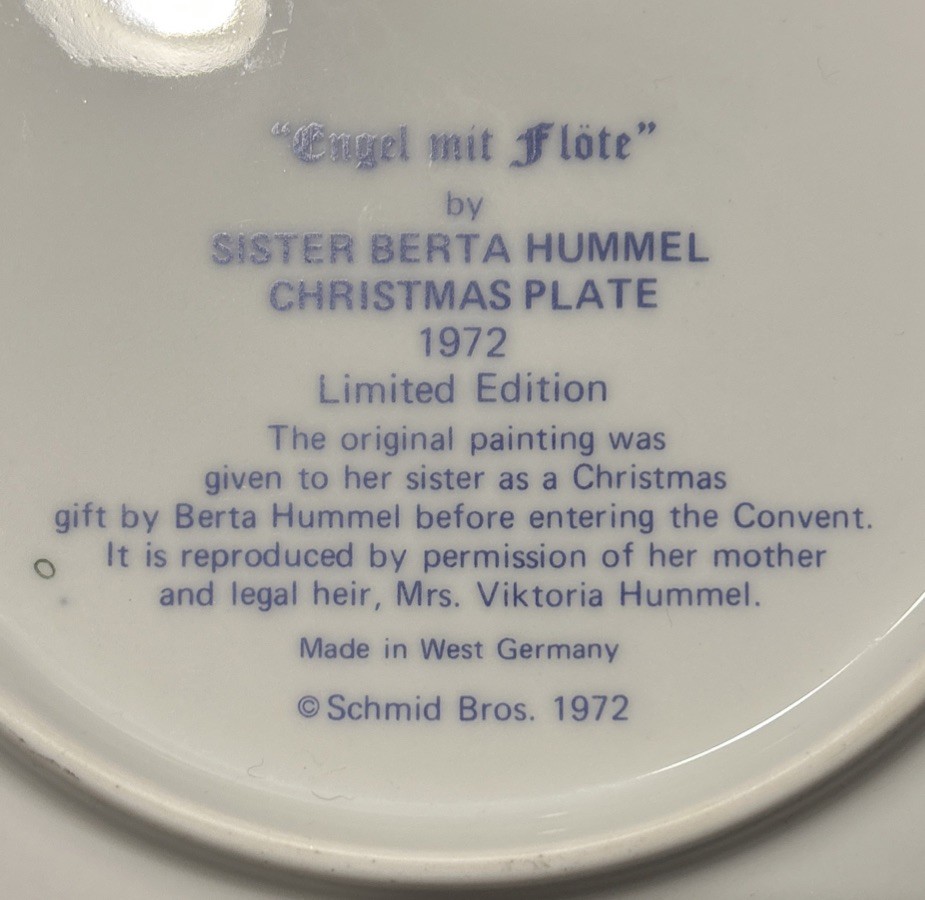 "Engel mit Flöte"
by
SISTER BERTA HUMMEL
CHRISTMAS PLATE
1972
Limited Edition
The original painting was
given to her sister as a Christmas
gift by Berta Hummel before entering the Convent.
It is reproduced by permission of her mother
and legal heir, Mrs. Viktoria Hummel.
Made in West Germany
© Schmid Bros. 1972